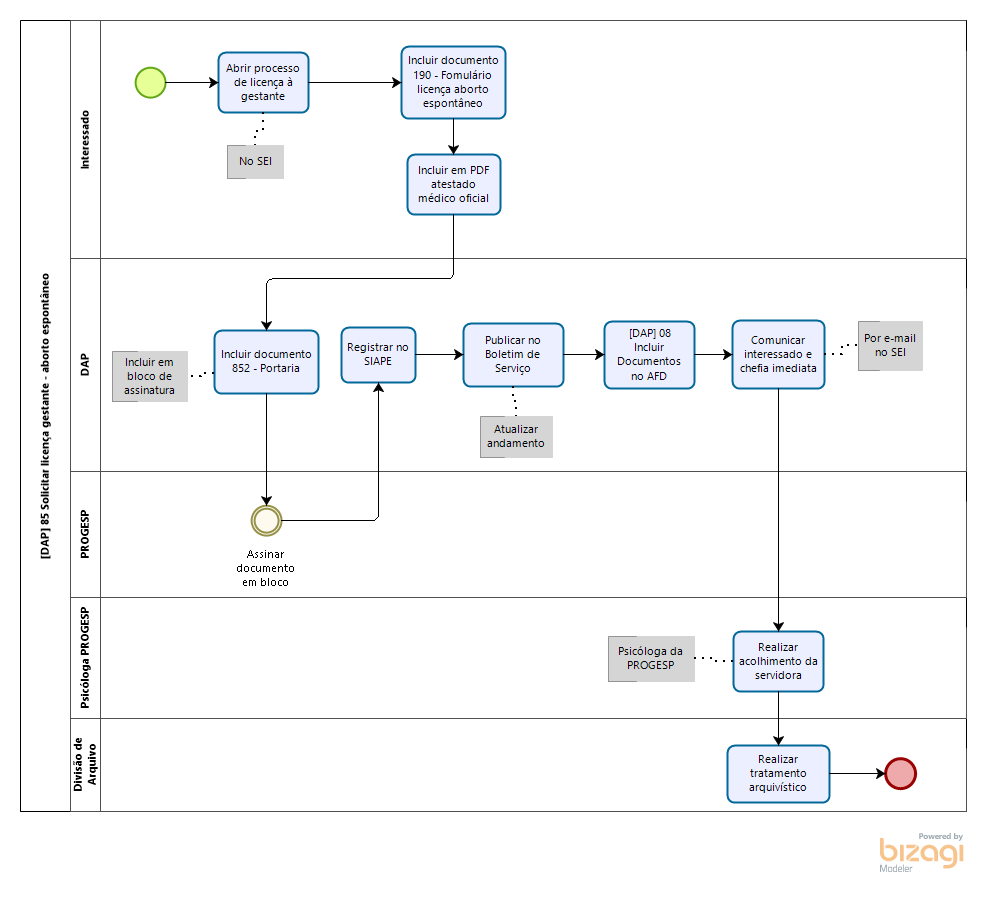 [DAP] 85 Solicitar licença gestante - aborto espontâneo
Interessado
Abrir processo
de licença à
gestante
No SEI
Incluir documento
190 - Fomulário
licença aborto
espontâneo
Incluir em PDF
atestado
médico oficial
DAP
Incluir em
bloco de
assinatura
Incluir documento
852 - Portaria
Registrar no
SIAPE
Publicar no
Boletim de
Serviço
Atualizar
andamento
[DAP] 08
Incluir
Documentos
no AFD
Comunicar
interessado e
chefia imediata
Por e-mail
no SEI
PROGESP
Assinar
documento
em bloco
Psicóloga PROGESP
Psicóloga da
PROGESP
Realizar
acolhimento da
servidora
Divisão de
Arquivo
Realizar
tratamento
arquivístico
Powered by
bizagi
Modeler